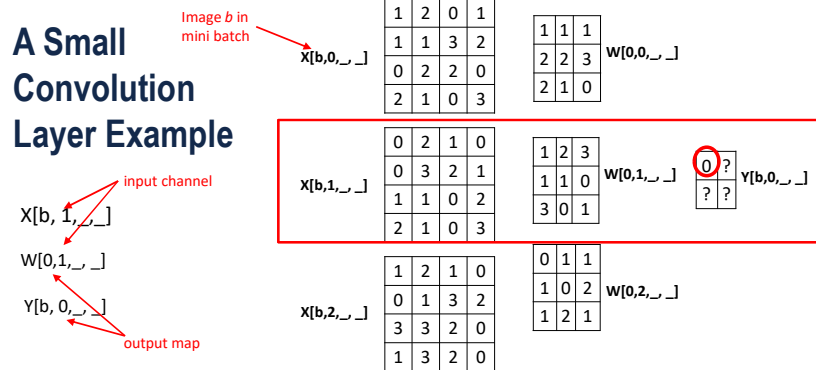 A Small
Convolution
Layer Example
Image b in
mini batch
input channel
X[b, 1,_,_]
W[0,1,_, _]
Y[b, 0,_, _]
output map
X[b,0,_, _]
1 2 0 1
1 1 3 2
0 2 2 0
2 1 0 3
1 1 1
2 2 3
2 1 0
W[0,0,_, _]
X[b,1,_, _]
0 2 1 0
0 3 2 1
1 1 0 2
2 1 0 3
1 2 3
1 1 0
3 0 1
W[0,1,_, _]
0 ?
? ?
Y[b,0,_, _]
X[b,2,_, _]
1 2 1 0
0 1 3 2
3 3 2 0
1 3 2 0
0 1 1
1 0 2
1 2 1
W[0,2,_, _]